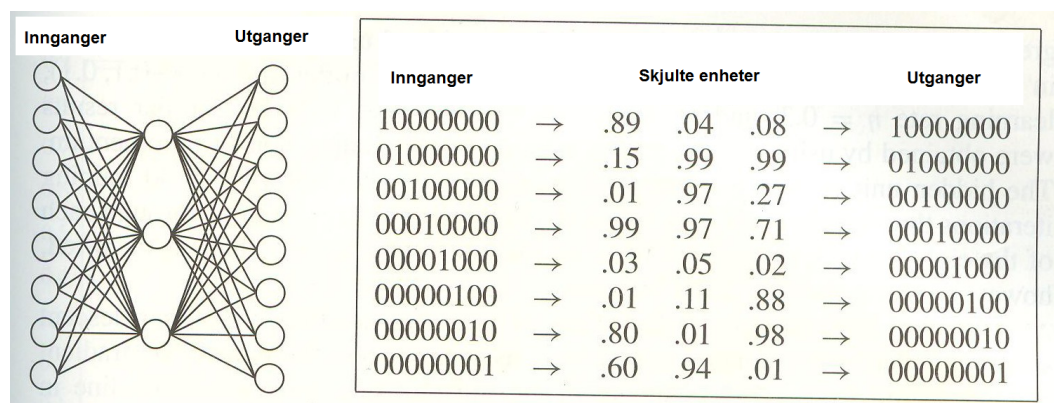 Innganger Utganger
Innganger Skjulte enheter Utganger
10000000 → .89 .04 .08 → 10000000
01000000 → .15 .99 .99 → 01000000
00100000 → .01 .97 .27 → 00100000
00010000 → .99 .97 .71 → 00010000
00001000 → .03 .05 .02 → 00001000
00000100 → .01 .11 .88 → 00000100
00000010 → .80 .01 .98 → 00000010
00000001 → .60 .94 .01 → 00000001